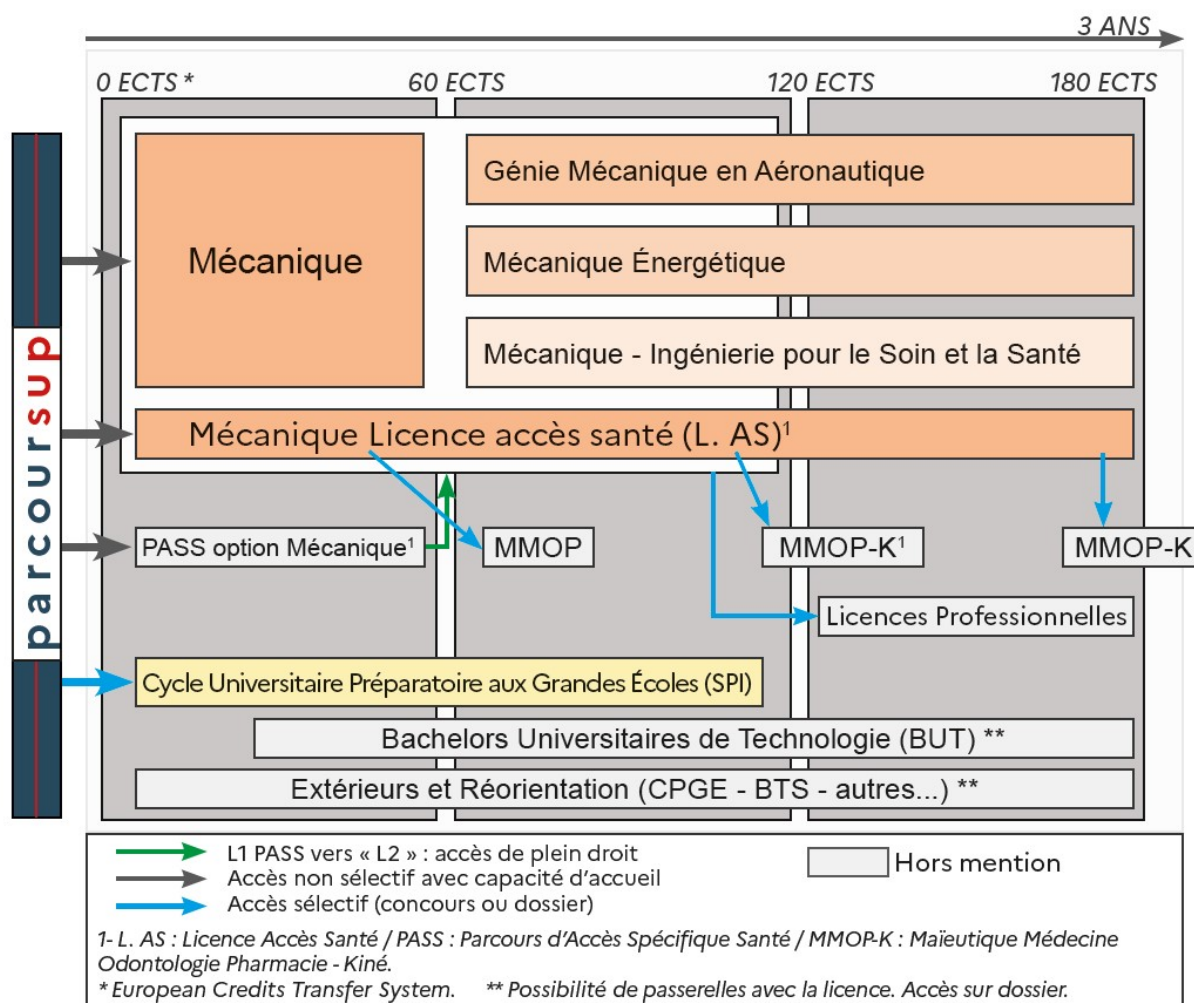 3 ANS
0 ECTS *
60 ECTS
120 ECTS
180 ECTS
parcoursup
Mécanique
Génie Mécanique en Aéronautique
Mécanique Énergétique
Mécanique - Ingénierie pour le Soin et la Santé
Mécanique Licence accès santé (L. AS)¹
PASS option Mécanique¹
MMOP
MMOP-K¹
MMOP-K
Licences Professionnelles
Cycle Universitaire Préparatoire aux Grandes Écoles (SPI)
Bachelors Universitaires de Technologie (BUT) **
Extérieurs et Réorientation (CPGE - BTS - autres...) **
L1 PASS vers « L2 » : accès de plein droit
Accès non sélectif avec capacité d'accueil
Accès sélectif (concours ou dossier)
Hors mention
1- L. AS : Licence Accès Santé / PASS : Parcours d'Accès Spécifique Santé / MMOP-K : Maïeutique Médecine
Odontologie Pharmacie - Kiné.
* European Credits Transfer System. ** Possibilité de passerelles avec la licence. Accès sur dossier.